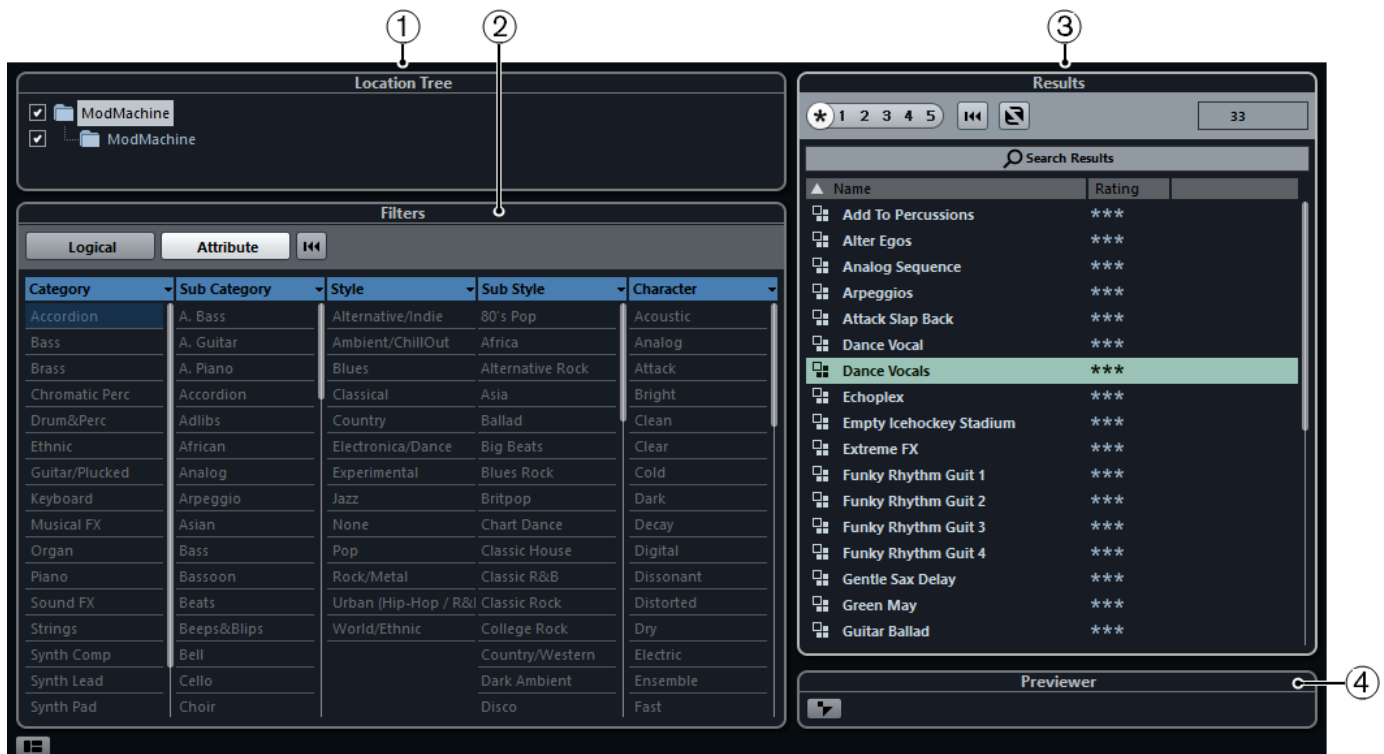 1 2 3 4
Location Tree
ModMachine
ModMachine
Filters
Logical Attribute
Category Sub Category Style Sub Style Character
Accordion A. Bass Alternative/Indie 80's Pop Acoustic
Bass A. Guitar Ambient/ChillOut Africa Analog
Brass A. Piano Blues Alternative Rock Attack
Chromatic Perc Accordion Classical Asia Bright
Drum&Perc Adlibs Country Ballad Clean
Ethnic African Electronica/Dance Big Beats Clear
Guitar/Plucked Analog Experimental Blues Rock Cold
Keyboard Arpeggio Jazz Britpop Dark
Musical FX Asian None Chart Dance Decay
Organ Bass Pop Classic House Digital
Piano Bassoon Rock/Metal Classic R&B Dissonant
Sound FX Beats Urban (Hip-Hop / R& Classic Rock Distorted
Strings Beeps&Blips World/Ethnic College Rock Dry
Synth Comp Bell Country/Western Electric
Synth Lead Cello Dark Ambient Ensemble
Synth Pad Choir Disco Fast
Results
* 1 2 3 4 5 33
Search Results
Name Rating
Add To Percussions ***
Alter Egos ***
Analog Sequence ***
Arpeggios ***
Attack Slap Back ***
Dance Vocal ***
Dance Vocals ***
Echoplex ***
Empty Icehockey Stadium ***
Extreme FX ***
Funky Rhythm Guit 1 ***
Funky Rhythm Guit 2 ***
Funky Rhythm Guit 3 ***
Funky Rhythm Guit 4 ***
Gentle Sax Delay ***
Green May ***
Guitar Ballad ***
Previewer